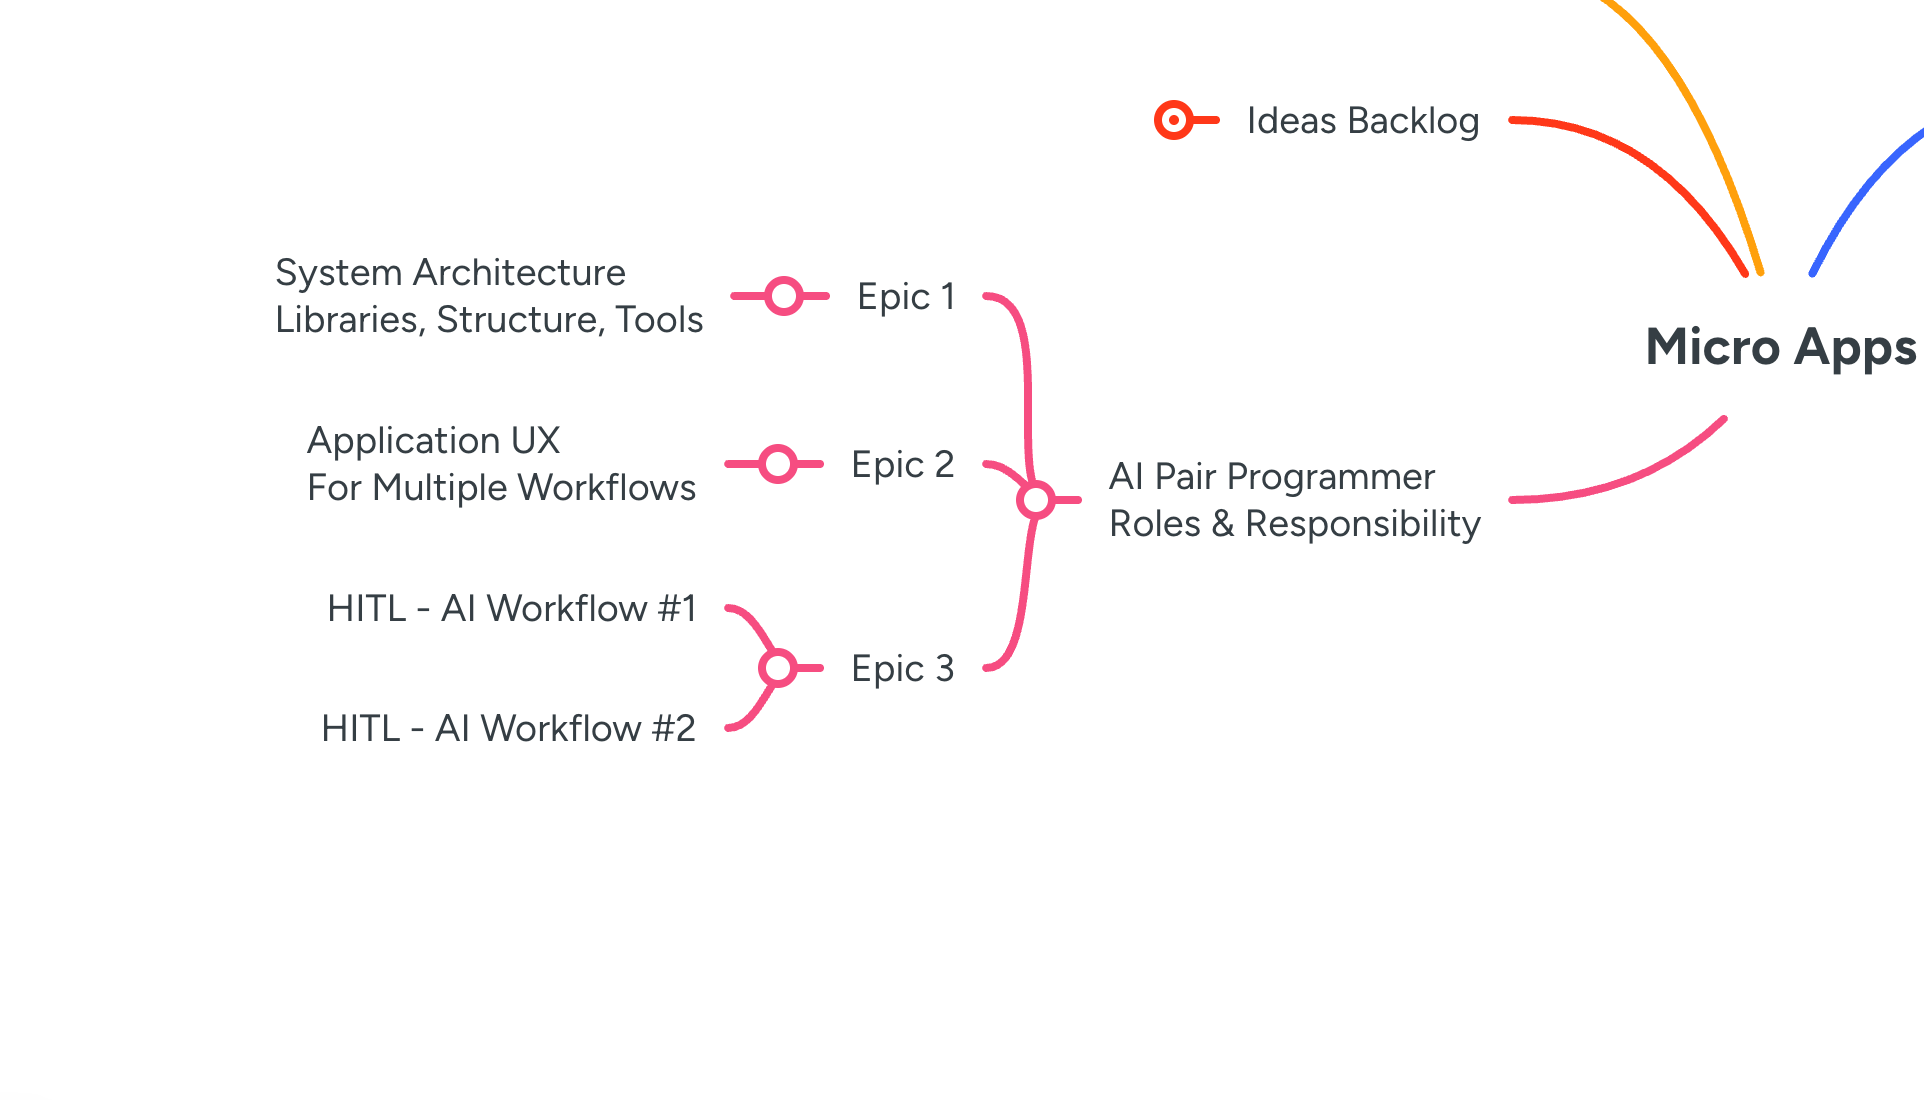 Ideas Backlog
System Architecture
Libraries, Structure, Tools
Epic 1
Micro Apps
Application UX
For Multiple Workflows
Epic 2
AI Pair Programmer
Roles & Responsibility
HITL - AI Workflow #1
Epic 3
HITL - AI Workflow #2